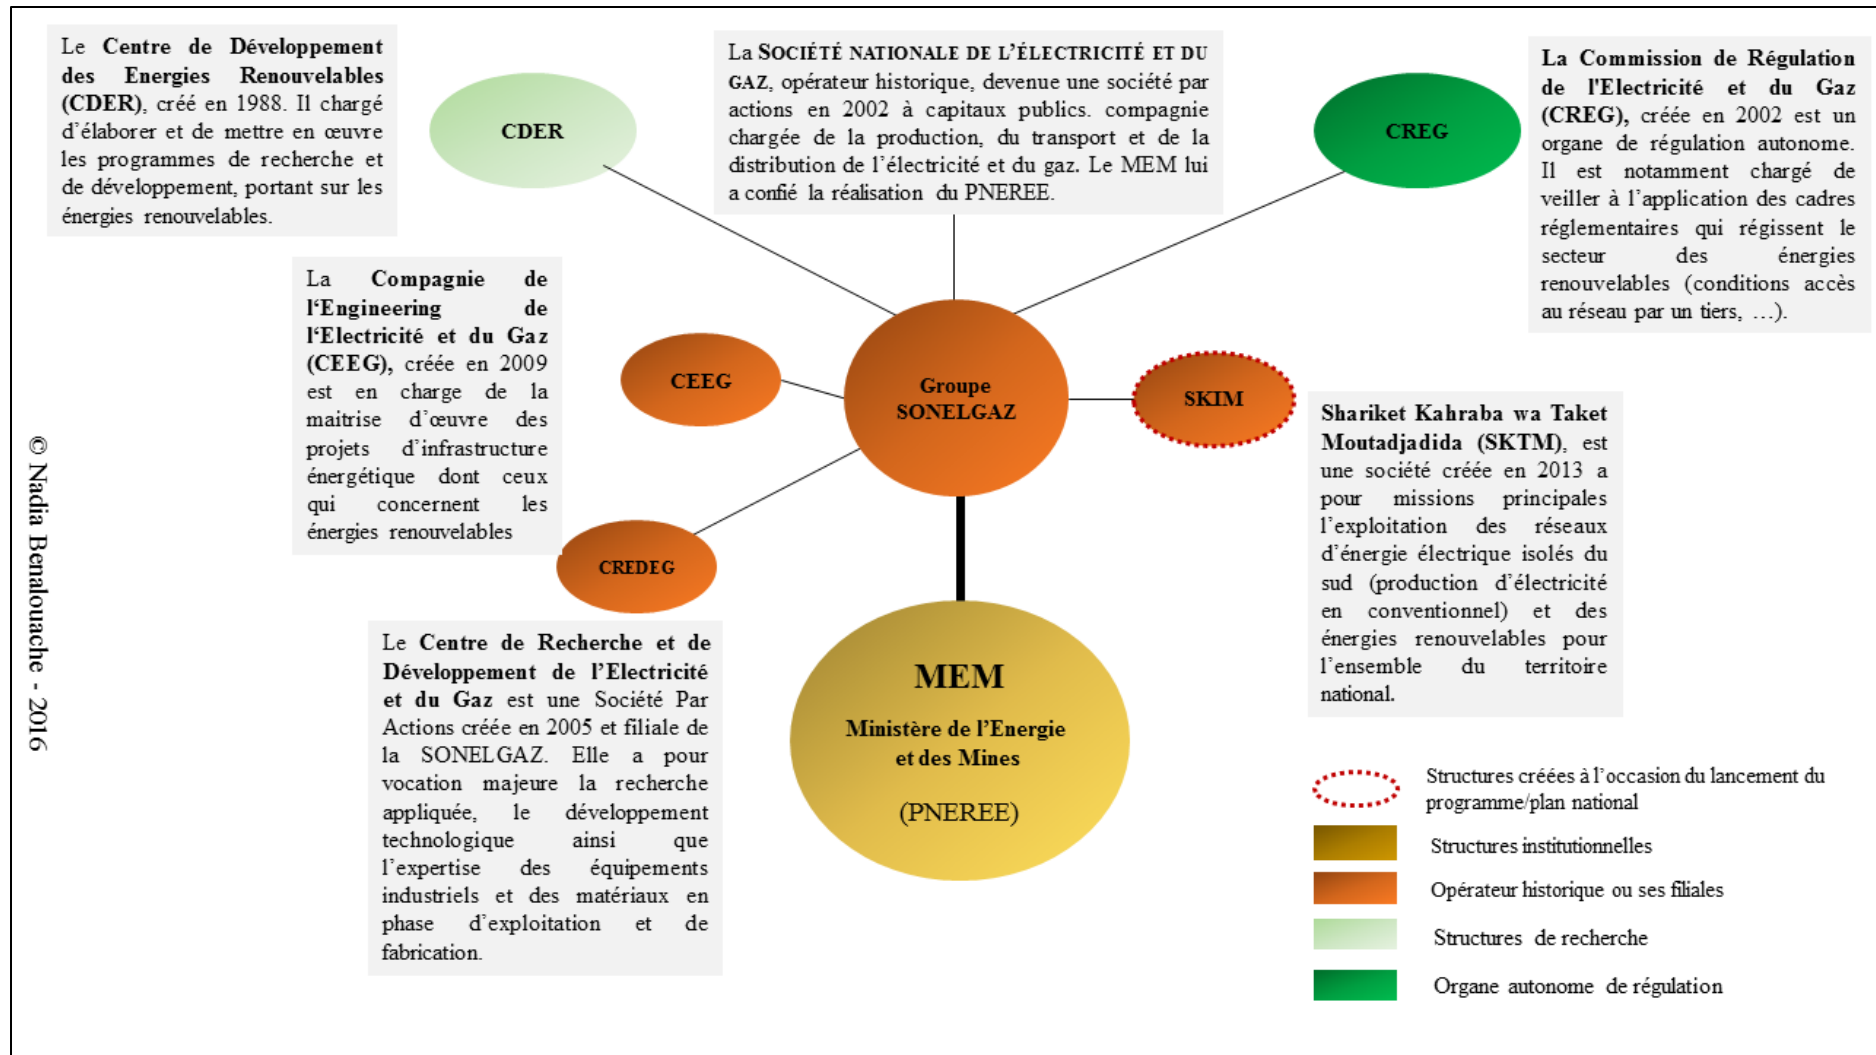 Le Centre de Développement
des Energies Renouvelables
(CDER), créé en 1988. Il chargé
d’élaborer et de mettre en œuvre
les programmes de recherche et
de développement, portant sur les
énergies renouvelables.
CDER
La SOCIÉTÉ NATIONALE DE L’ÉLECTRICITÉ ET DU
GAZ, opérateur historique, devenue une société par
actions en 2002 à capitaux publics. compagnie
chargée de la production, du transport et de la
distribution de l’électricité et du gaz. Le MEM lui
a confié la réalisation du PNEREE.
CREG
La Commission de Régulation
de l'Electricité et du Gaz
(CREG), créée en 2002 est un
organe de régulation autonome.
Il est notamment chargé de
veiller à l’application des cadres
réglementaires qui régissent le
secteur des énergies
renouvelables (conditions accès
au réseau par un tiers, …).
La Compagnie de
l‘Engineering de
l‘Electricité et du Gaz
(CEEG), créée en 2009
est en charge de la
maitrise d’œuvre des
projets d’infrastructure
énergétique dont ceux
qui concernent les
énergies renouvelables
CEEG
Groupe
SONELGAZ
SKIM
Shariket Kahraba wa Taket
Moutadjadida (SKTM), est
une société créée en 2013 a
pour missions principales
l’exploitation des réseaux
d’énergie électrique isolés du
sud (production d’électricité
en conventionnel) et des
énergies renouvelables pour
l’ensemble du territoire
national.
CREDEG
Le Centre de Recherche et de
Développement de l’Electricité
et du Gaz est une Société Par
Actions créée en 2005 et filiale de
la SONELGAZ. Elle a pour
vocation majeure la recherche
appliquée, le développement
technologique ainsi que
l’expertise des équipements
industriels et des matériaux en
phase d’exploitation et de
fabrication.
MEM
Ministère de l’Energie
et des Mines
(PNEREE)
Structures créées à l’occasion du lancement du
programme/plan national
Structures institutionnelles
Opérateur historique ou ses filiales
Structures de recherche
Organe autonome de régulation
© Nadia Benalouache - 2016